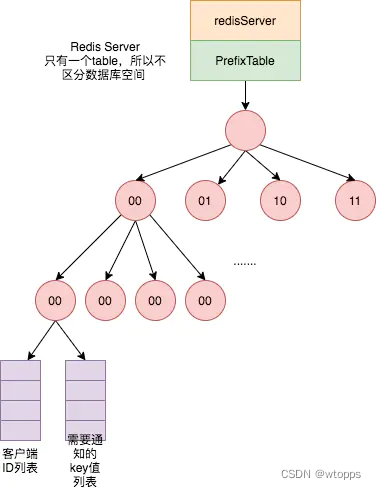 redisServer
PrefixTable
Redis Server
只有一个table，所以不
区分数据库空间
00
01
10
11
00
00
00
00
.......
客户端
ID列表
需要通
知的
key值
列表
CSDN @wtopps